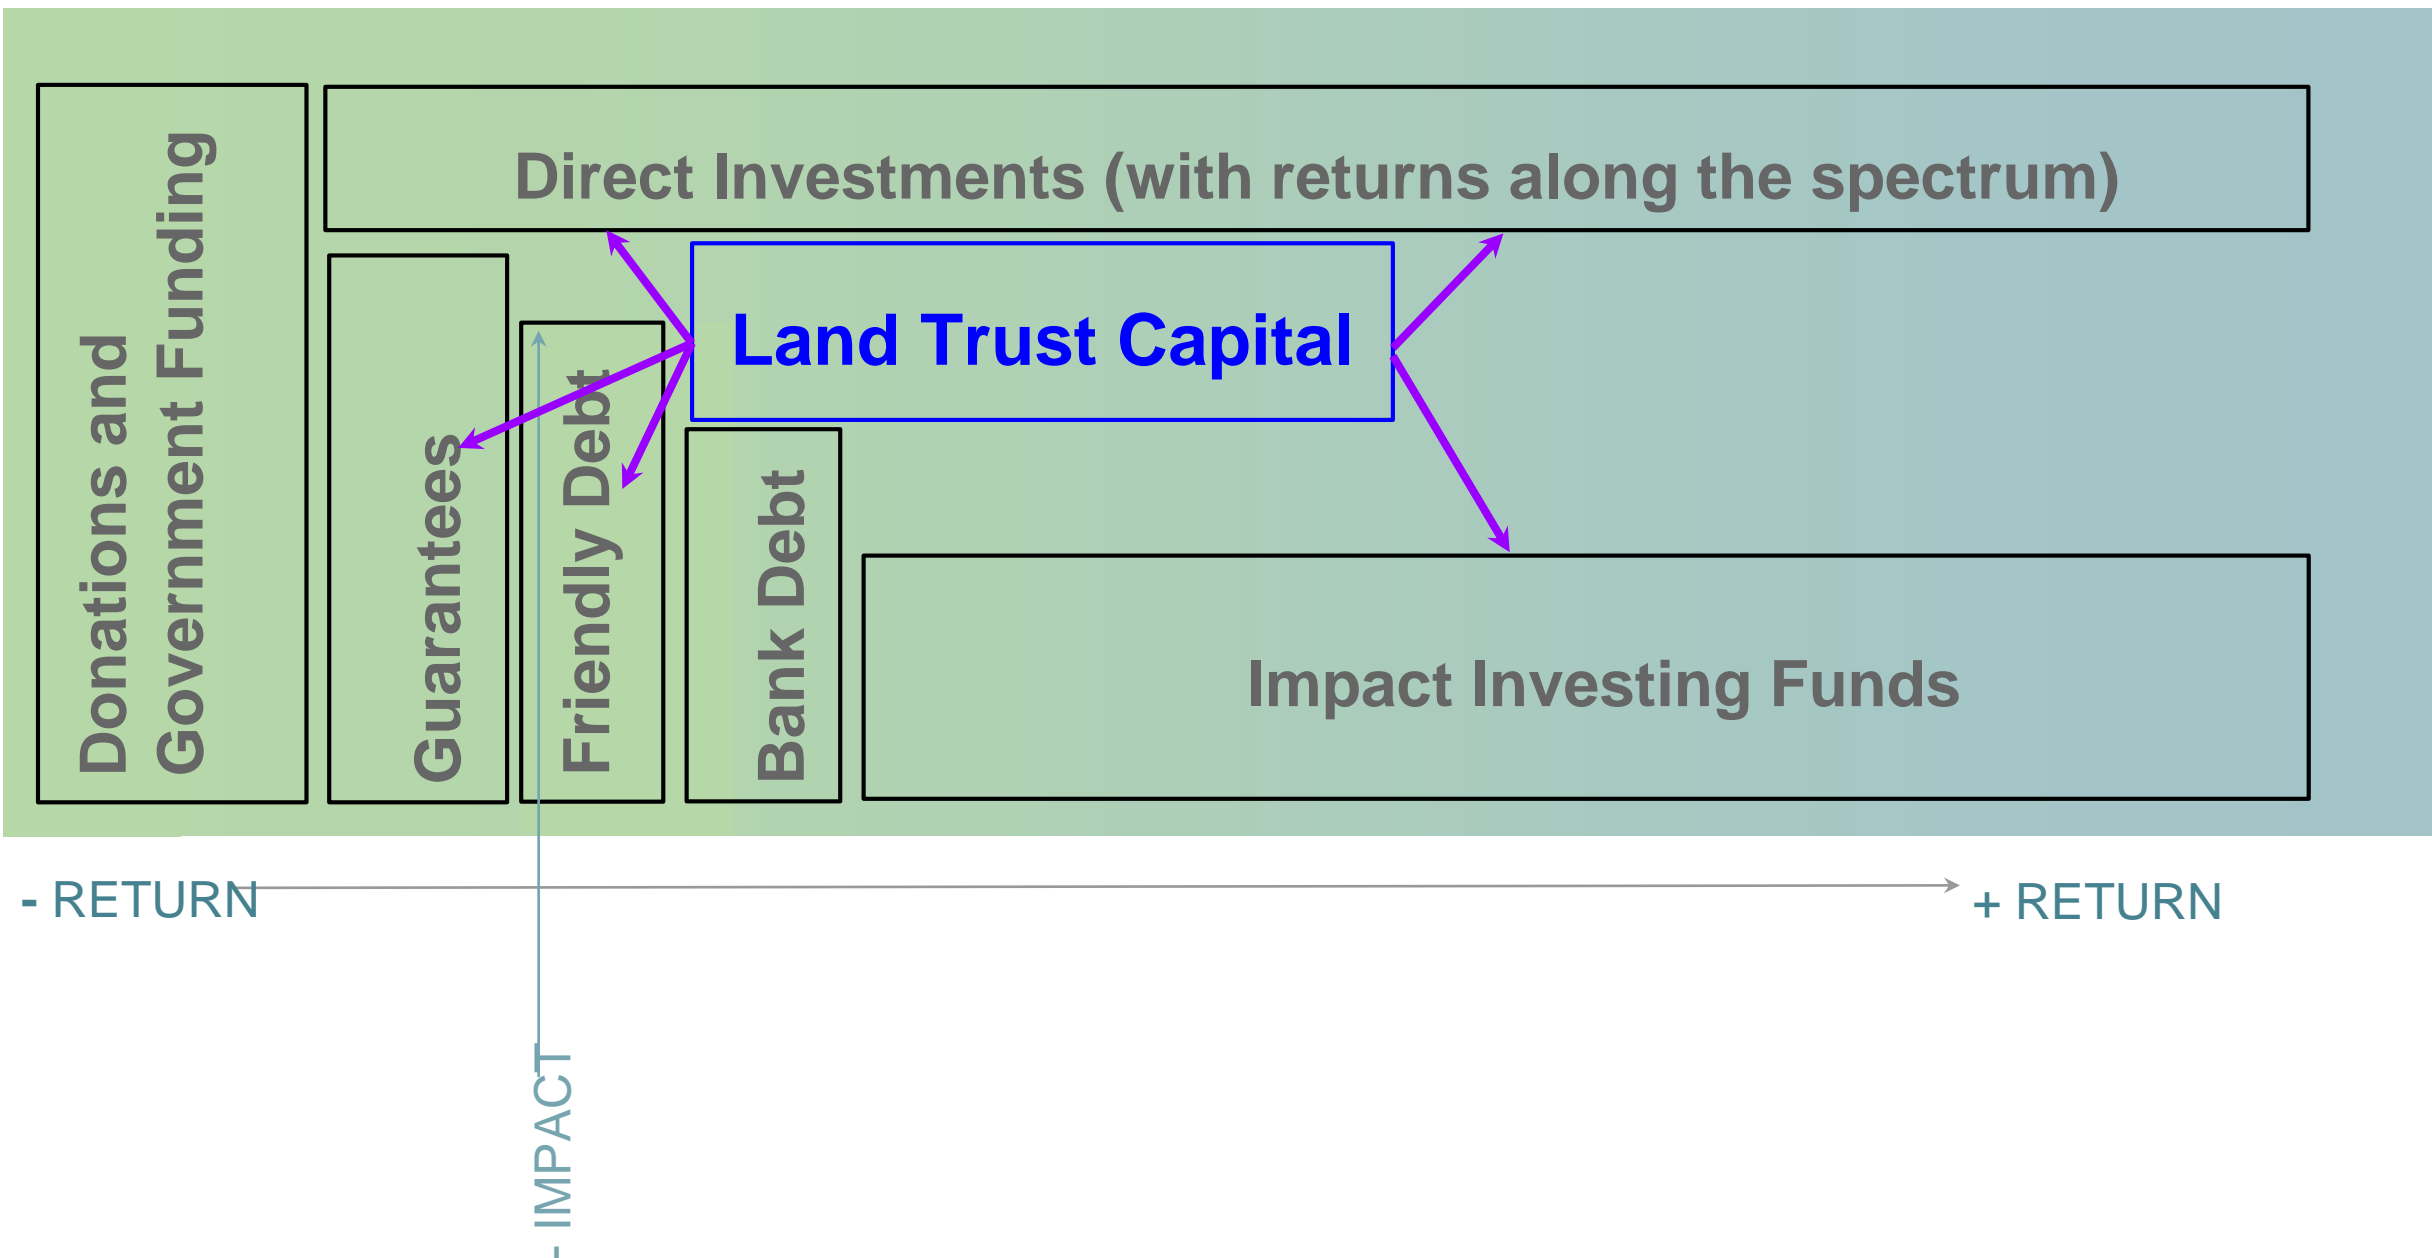 Donations and
Government Funding
Direct Investments (with returns along the spectrum)
Guarantees
Friendly Debt
Land Trust Capital
Bank Debt
Impact Investing Funds
- RETURN
+ RETURN
- IMPACT